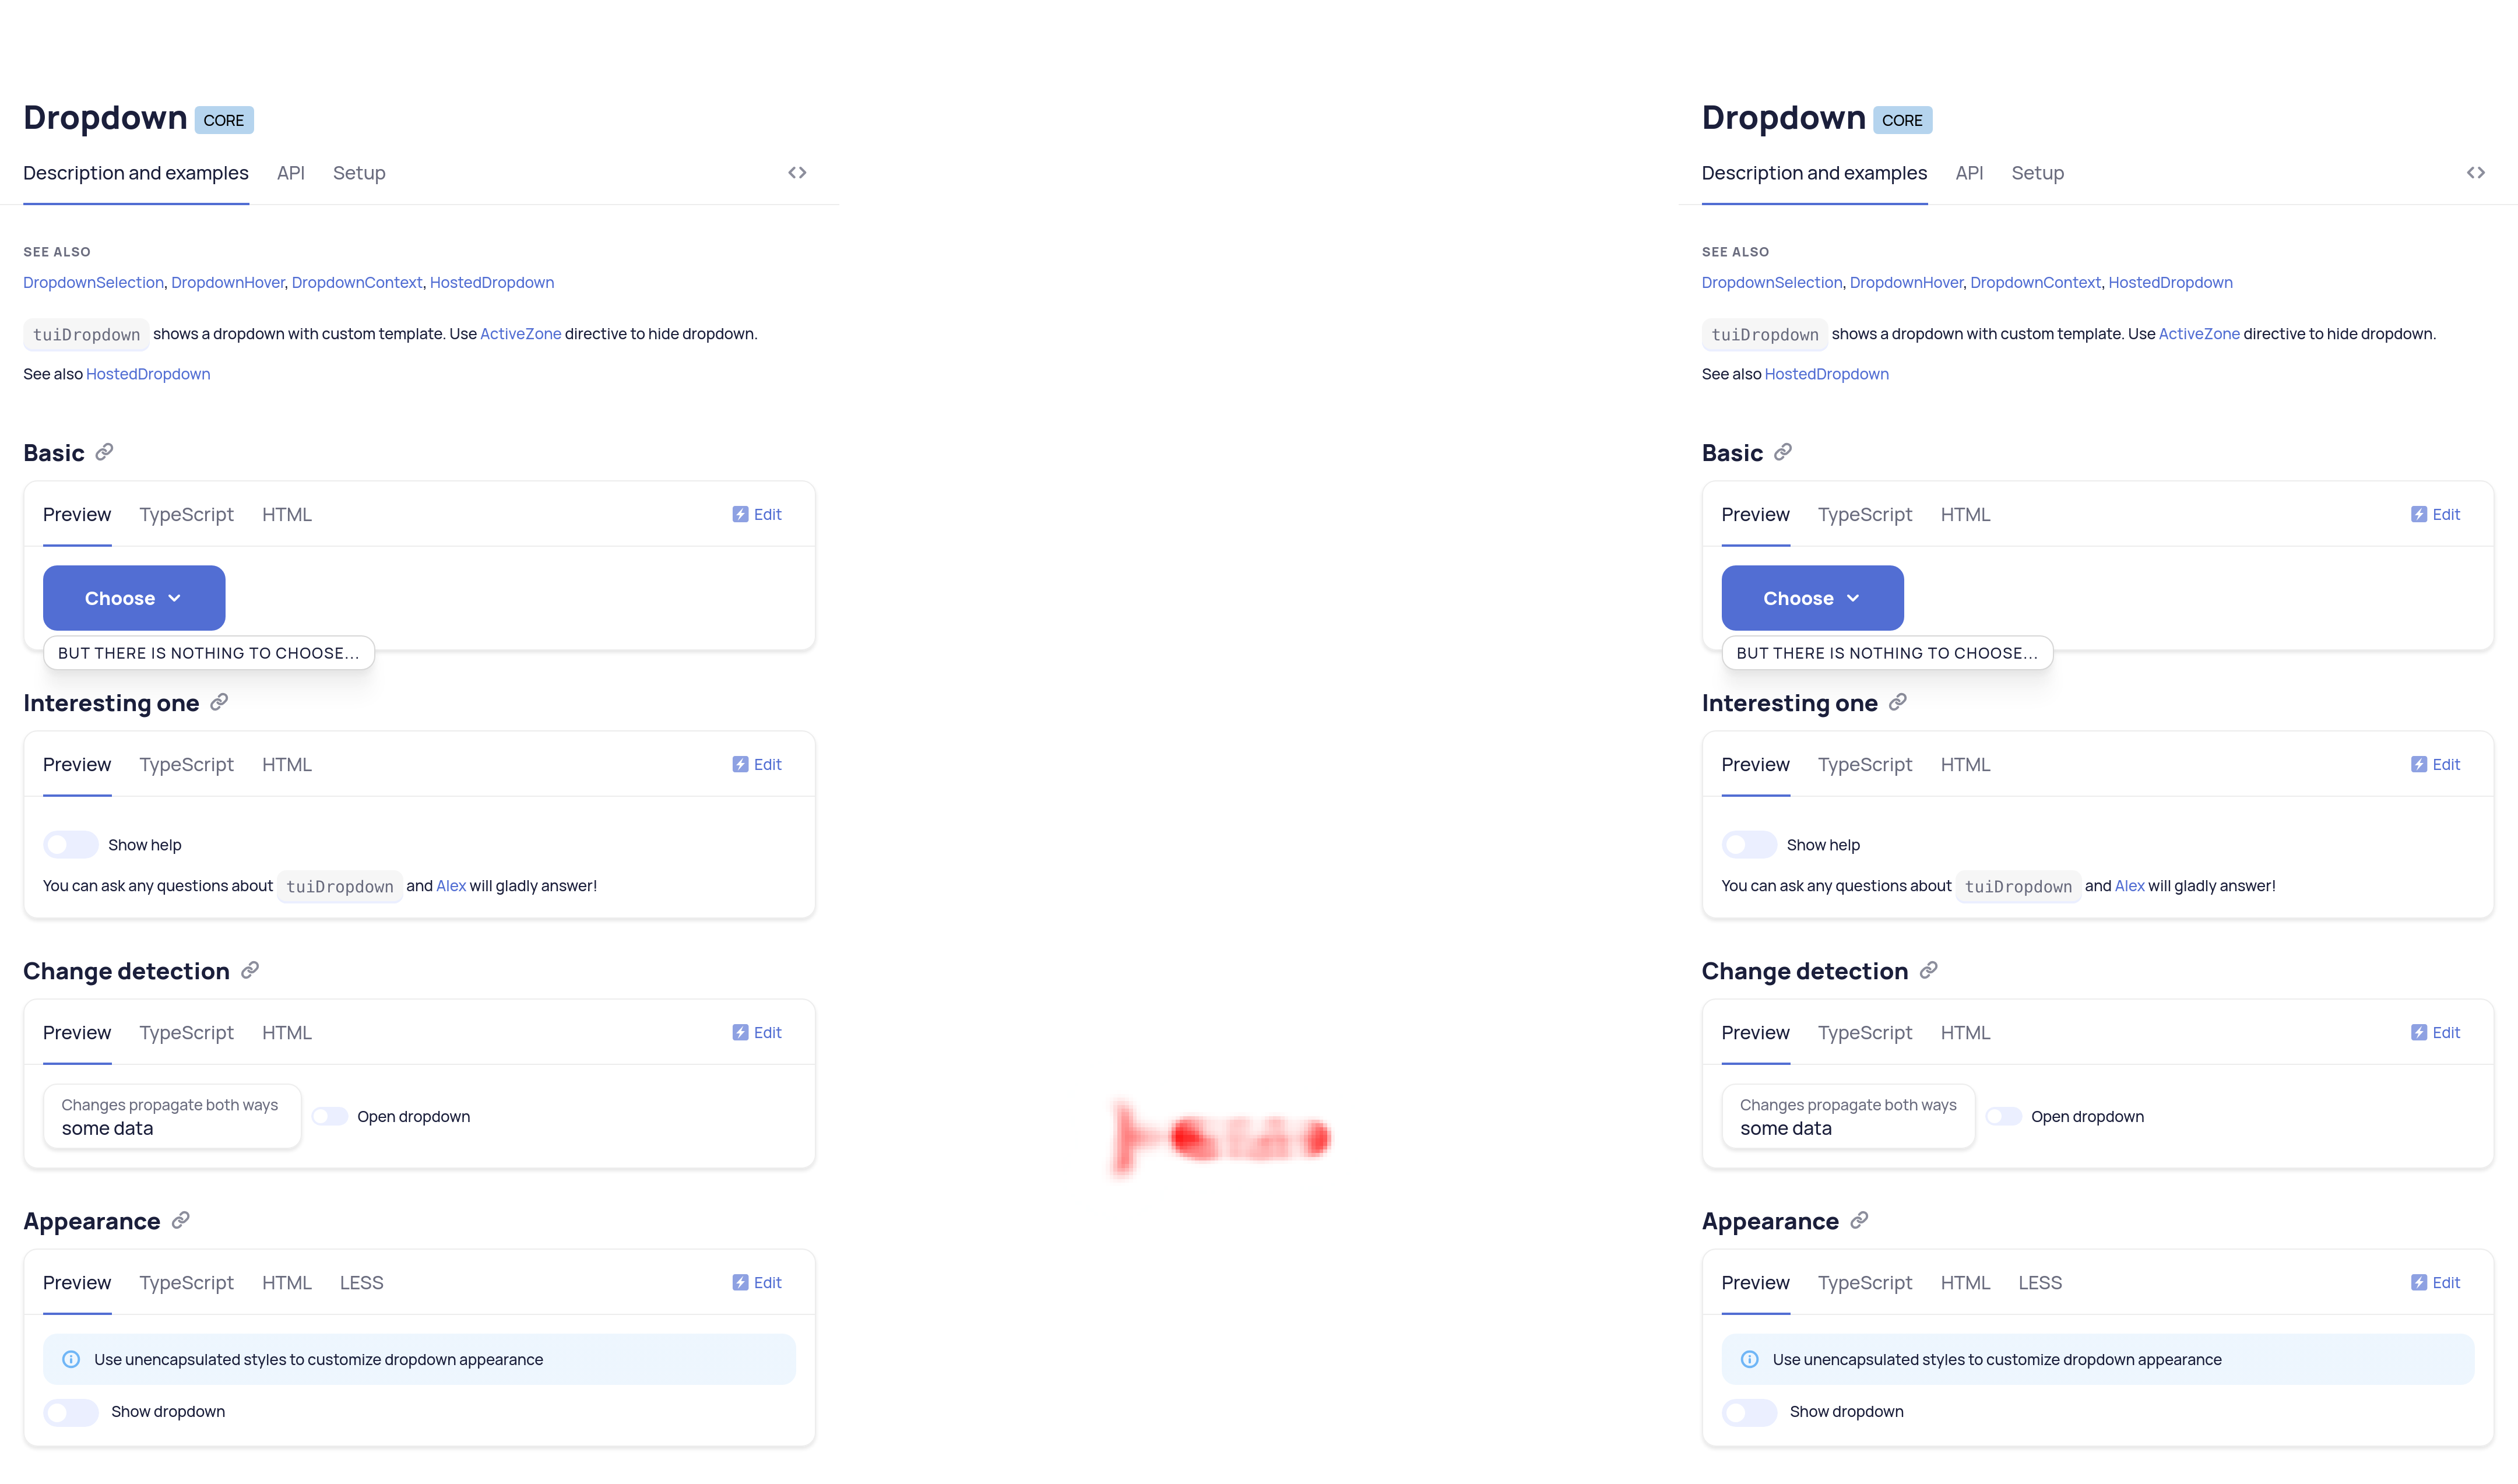 Dropdown CORE
Description and examples API Setup
SEE ALSO
DropdownSelection, DropdownHover, DropdownContext, HostedDropdown
tuiDropdown shows a dropdown with custom template. Use ActiveZone directive to hide dropdown.
See also HostedDropdown
Basic
Preview TypeScript HTML Edit
Choose
BUT THERE IS NOTHING TO CHOOSE...
Interesting one
Preview TypeScript HTML Edit
Show help
You can ask any questions about tuiDropdown and Alex will gladly answer!
Change detection
Preview TypeScript HTML Edit
Changes propagate both ways
some data
Open dropdown
Appearance
Preview TypeScript HTML LESS Edit
Use unencapsulated styles to customize dropdown appearance
Show dropdown
Dropdown CORE
Description and examples API Setup
SEE ALSO
DropdownSelection, DropdownHover, DropdownContext, HostedDropdown
tuiDropdown shows a dropdown with custom template. Use ActiveZone directive to hide dropdown.
See also HostedDropdown
Basic
Preview TypeScript HTML Edit
Choose
BUT THERE IS NOTHING TO CHOOSE...
Interesting one
Preview TypeScript HTML Edit
Show help
You can ask any questions about tuiDropdown and Alex will gladly answer!
Change detection
Preview TypeScript HTML Edit
Changes propagate both ways
some data
Open dropdown
Appearance
Preview TypeScript HTML LESS Edit
Use unencapsulated styles to customize dropdown appearance
Show dropdown